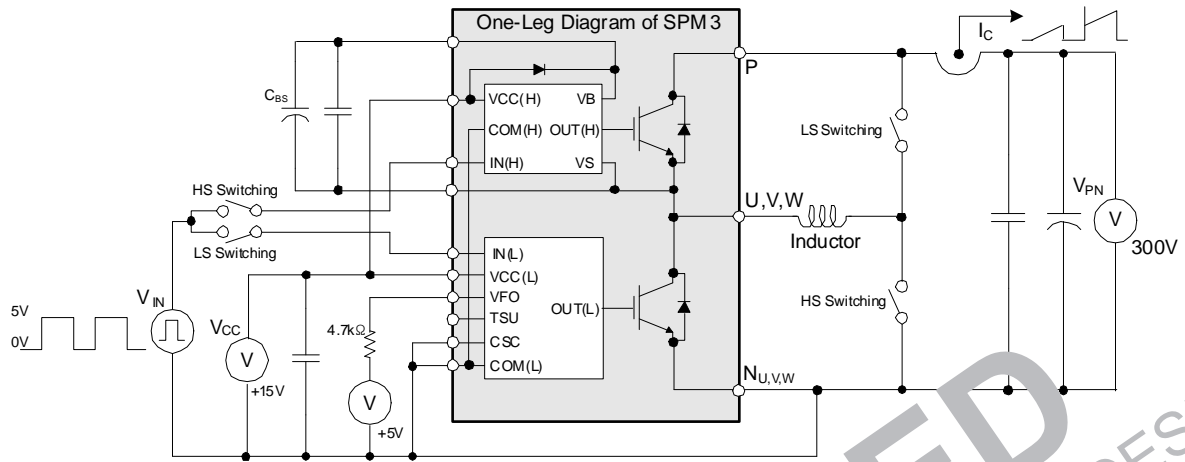 One-Leg Diagram of SPM 3
P
IC
CBS
VCC(H)
VB
COM(H)
OUT(H)
IN(H)
VS
LS Switching
HS Switching
LS Switching
U,V,W
Inductor
VPN
V
300V
IN(L)
VCC(L)
VFO
TSU
CSC
COM(L)
OUT(L)
HS Switching
5V
0V
VIN
VCC
V
+15V
4.7kΩ
V
+5V
NU,V,W
ED
DES